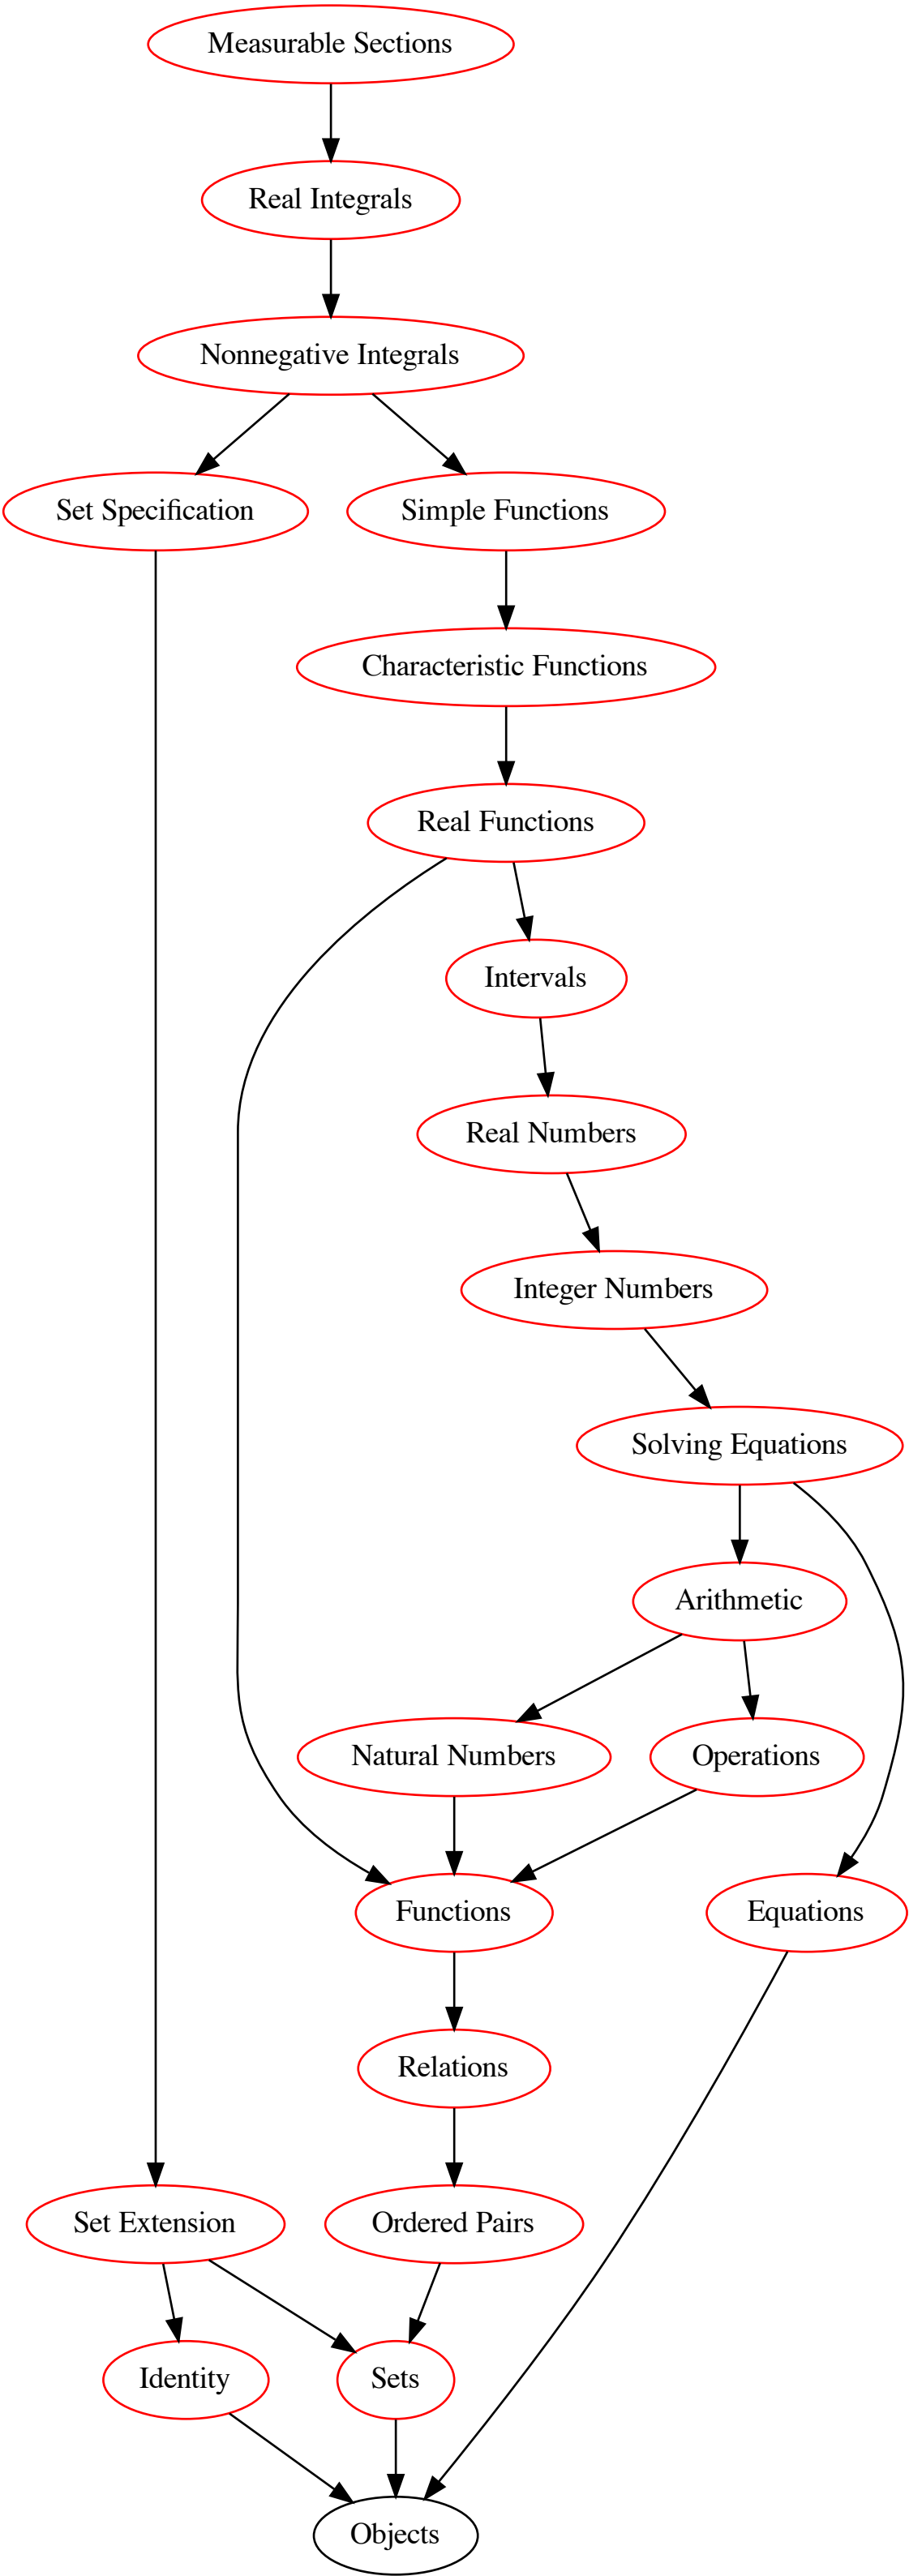 Measurable Sections
Real Integrals
Nonnegative Integrals
Set Specification
Simple Functions
Characteristic Functions
Real Functions
Intervals
Real Numbers
Integer Numbers
Solving Equations
Arithmetic
Natural Numbers
Operations
Functions
Equations
Relations
Set Extension
Ordered Pairs
Identity
Sets
Objects